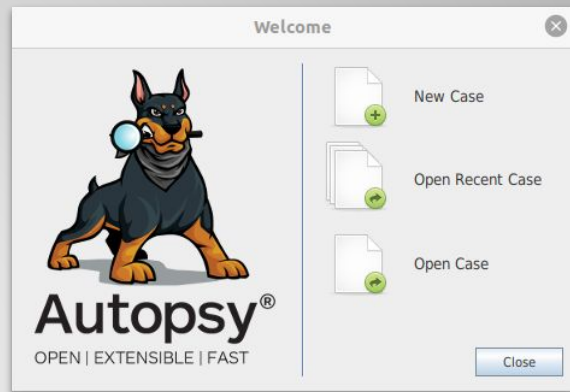 Welcome
Autopsy®
OPEN | EXTENSIBLE | FAST
New Case
Open Recent Case
Open Case
Close